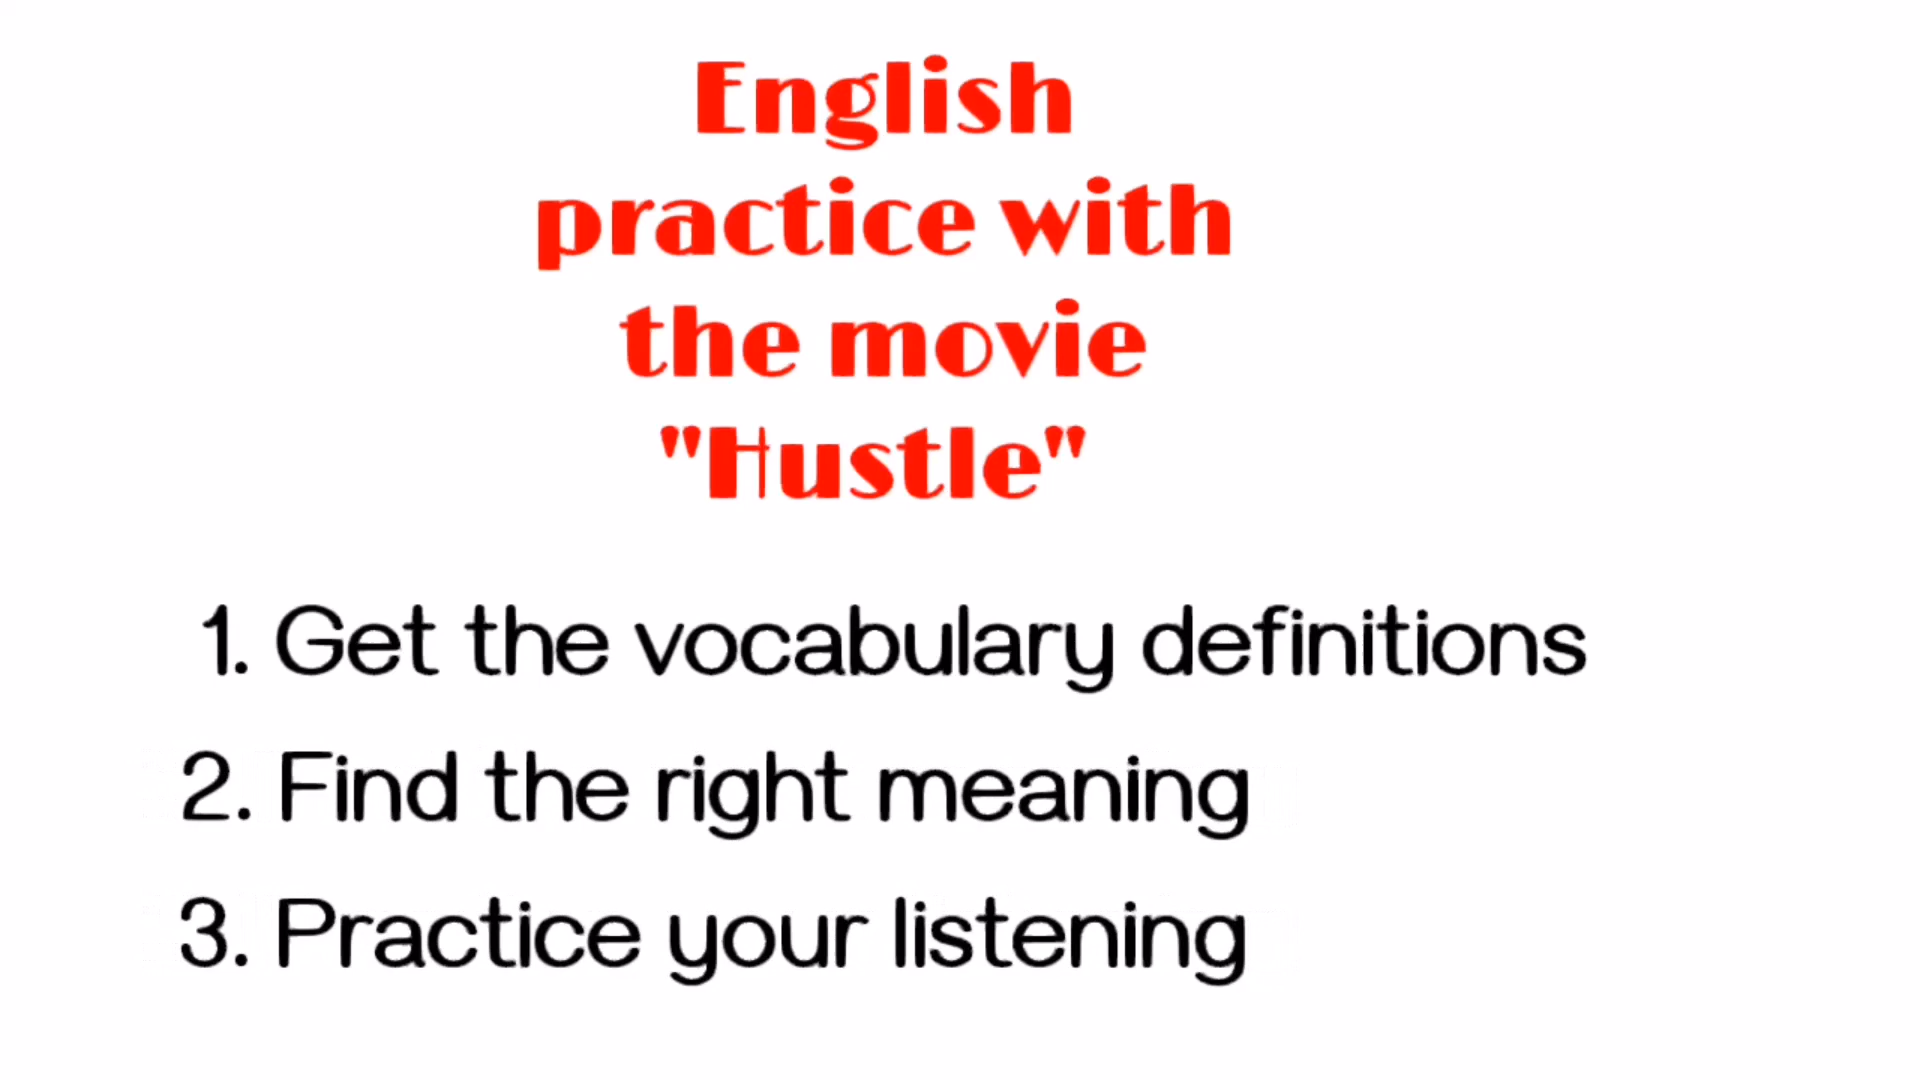 English
practice with
the movie
"Hustle"
1. Get the vocabulary definitions
2. Find the right meaning
3. Practice your listening